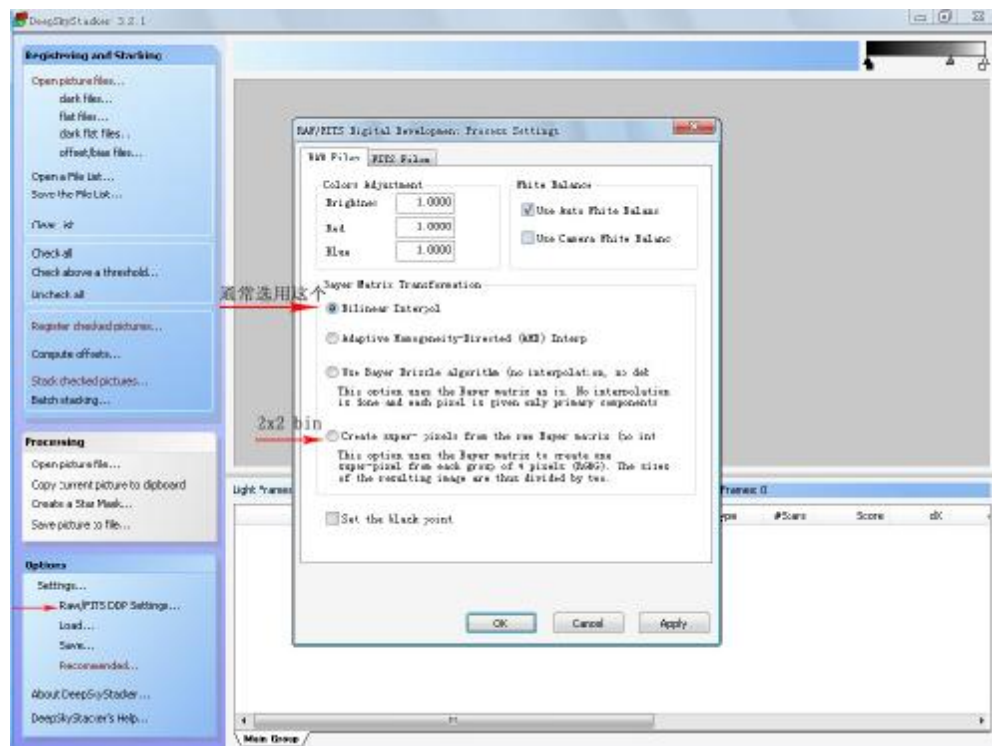 DeepSkyStacker 3.2.1
Registering and Stacking
Open picture files...
dark files...
flat files...
dark flat files...
offset/bias files...
Open a File List...
Save the File List...
Check all
Check above a threshold...
Uncheck all
Register checked pictures...
Compute offsets...
Stack checked pictures...
Batch stacking...
Processing
Open picture file...
Copy current picture to clipboard
Create a Star Mask...
Save picture to file...
Options
Settings...
Raw/FITS DDP Settings...
Load...
Save...
Recommended...
About DeepSkyStacker...
DeepSkyStacker's Help...
RAW/FITS Digital Development Process Settings
RAW Files
FITS Files
Colors Adjustment
Brightnes 1.0000
Red 1.0000
Blue 1.0000
White Balance
Use Auto White Balanc
Use Camera White Balanc
Bayer Matrix Transformation
通常选用这个
Bilinear Interpol
Adaptive Homogeneity-Directed (AHD) Interp
Use Bayer Drizzle algorithm (no interpolation, no deb
This option uses the Bayer matrix as is. No interpolation
is done and each pixel is given only primary components
2x2 bin
Create super- pixels from the raw Bayer matrix (no int
This option uses the Bayer matrix to create one
super-pixel from each group of 4 pixels (RGBG). The sizes
of the resulting image are thus divided by two.
Set the black point
OK
Cancel
Apply
Light frames
frames: 0
#Stars
Score
dX
Main Group